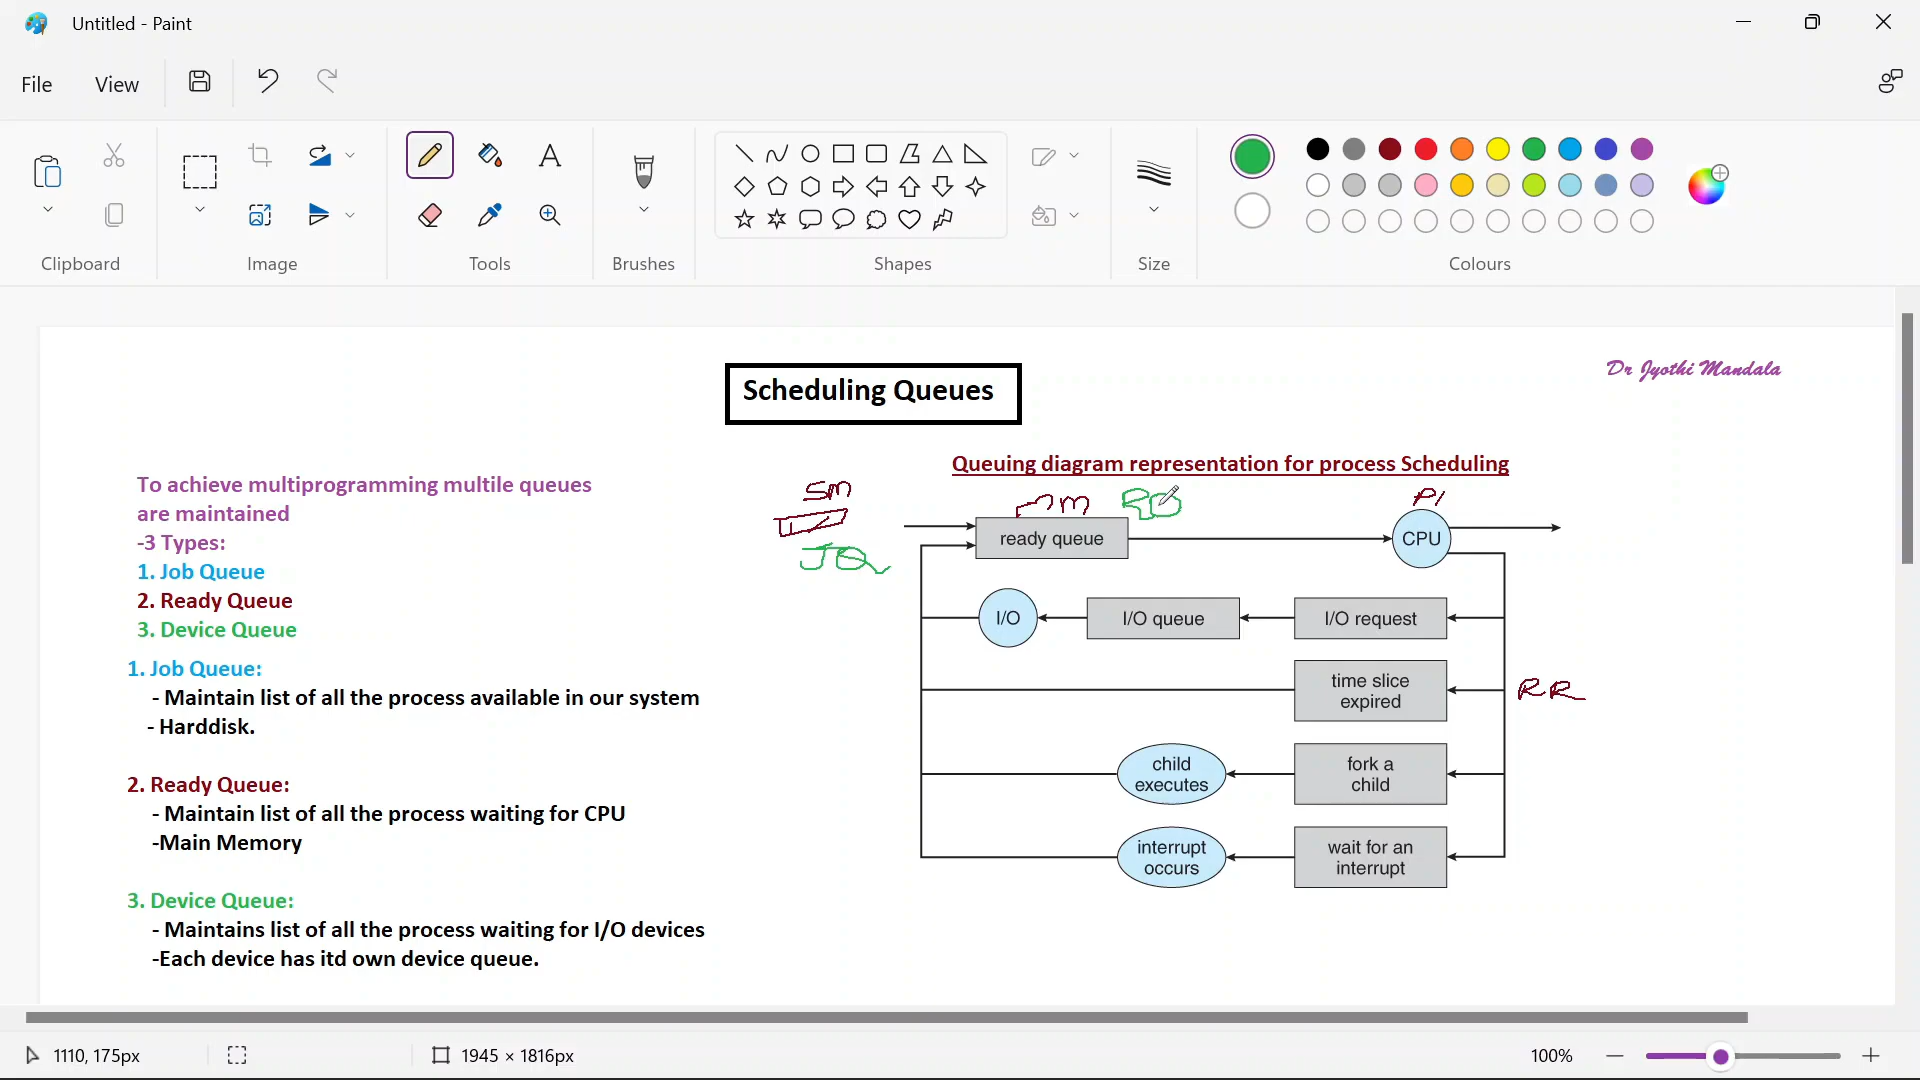 Untitled - Paint
File
View
Clipboard
Image
Tools
Brushes
Shapes
Size
Colours
Scheduling Queues
Dr Jyothi Mandala
To achieve multiprogramming multile queues
are maintained
-3 Types:
1. Job Queue
2. Ready Queue
3. Device Queue
1. Job Queue:
- Maintain list of all the process available in our system
- Harddisk.
2. Ready Queue:
- Maintain list of all the process waiting for CPU
-Main Memory
3. Device Queue:
- Maintains list of all the process waiting for I/O devices
-Each device has itd own device queue.
Queuing diagram representation for process Scheduling
SM
JQ
P1
ready queue
CPU
I/O
I/O queue
I/O request
time slice
expired
RR
child
executes
fork a
child
interrupt
occurs
wait for an
interrupt
1110, 175px
1945 × 1816px
100%